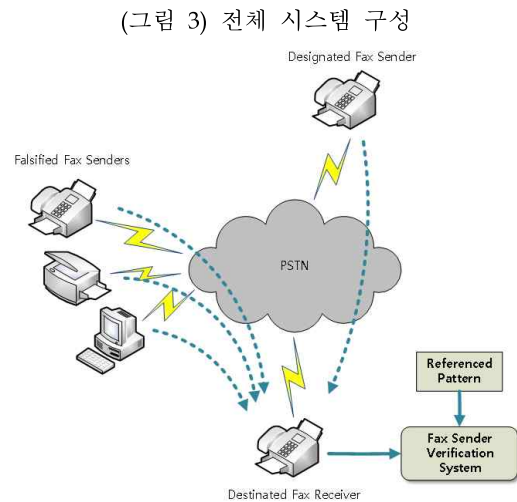 (그림 3) 전체 시스템 구성
Designated Fax Sender
Falsified Fax Senders
PSTN
Referenced
Pattern
Fax Sender
Verification
System
Destinated Fax Receiver